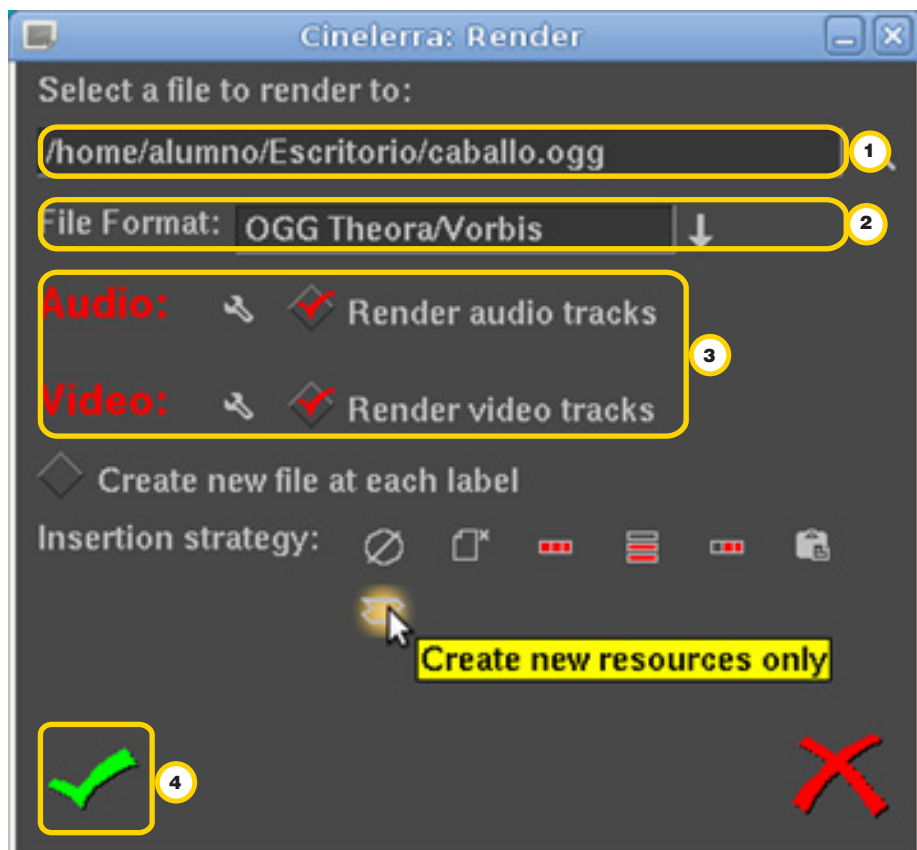 Cinelerra: Render
Select a file to render to:
/home/alumno/Escritorio/caballo.ogg
1
File Format: OGG Theora/Vorbis
2
Audio: Render audio tracks
3
Video: Render video tracks
Create new file at each label
Insertion strategy:
Create new resources only
4